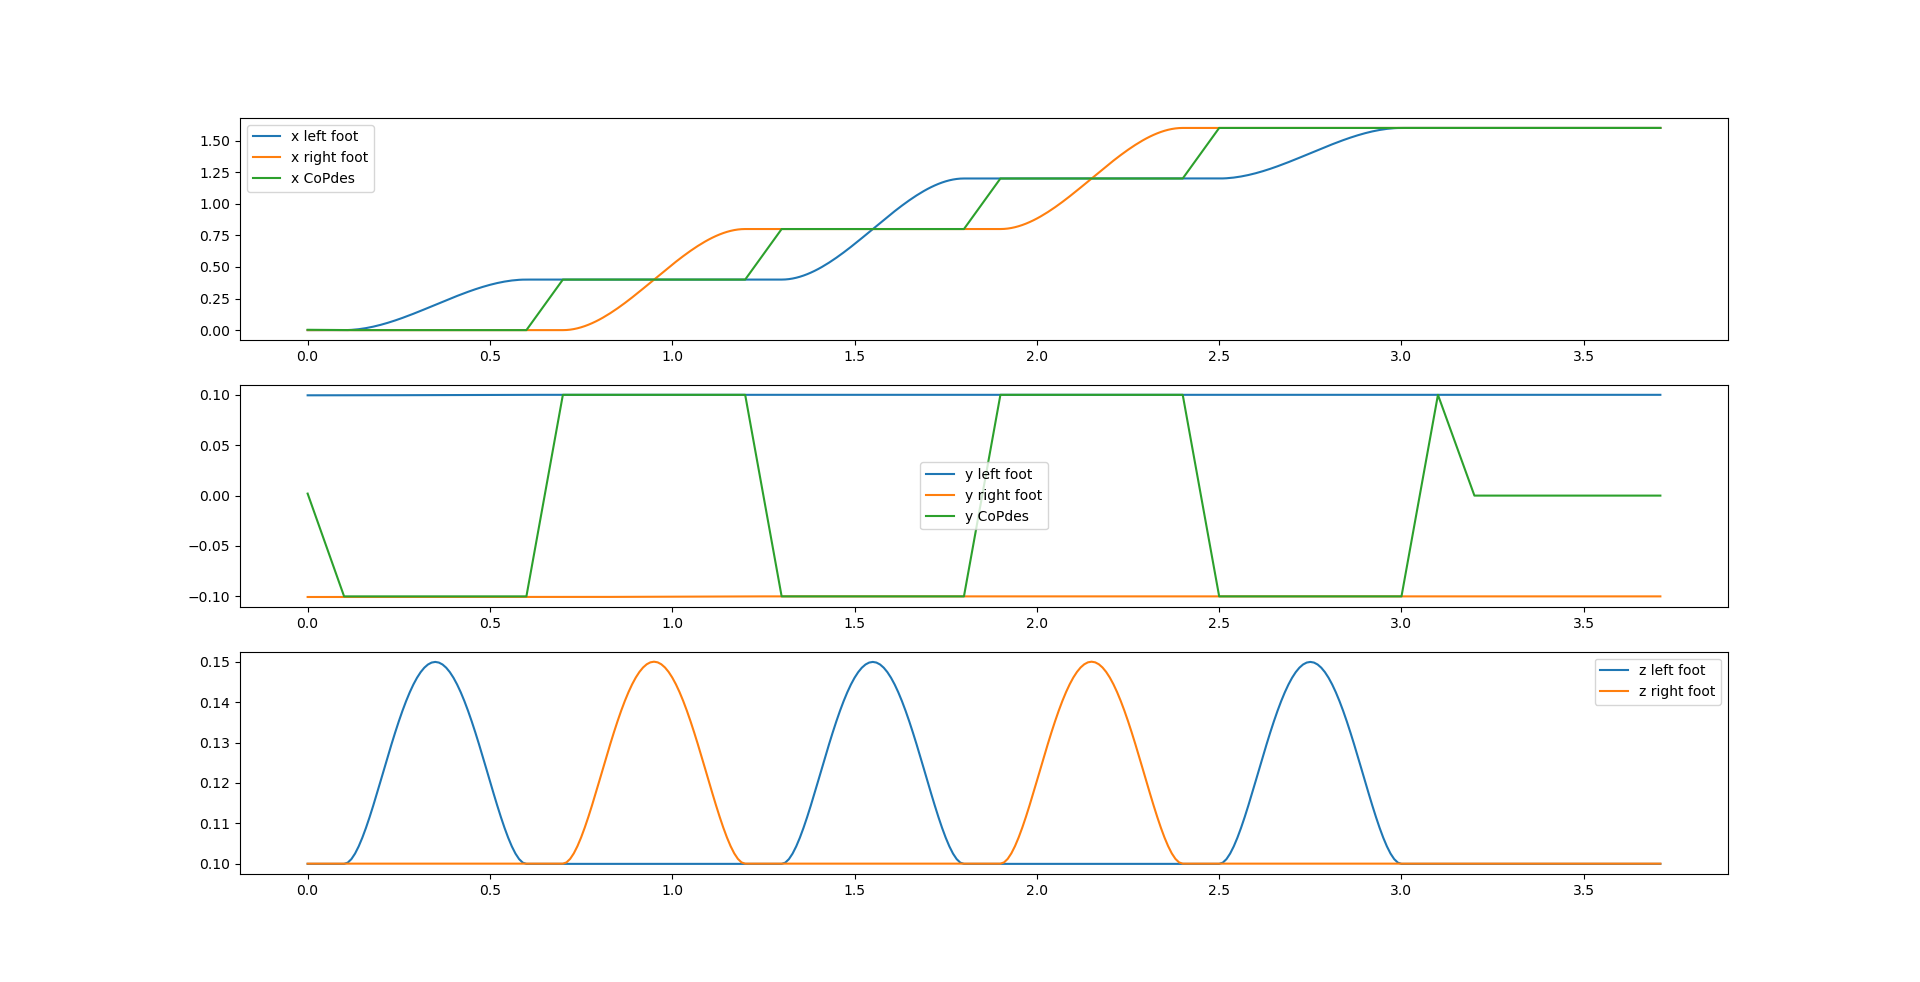 x left foot
x right foot
x CoPdes
1.50
1.25
1.00
0.75
0.50
0.25
0.00
0.0 0.5 1.0 1.5 2.0 2.5 3.0 3.5
0.10
0.05
0.00
−0.05
−0.10
y left foot
y right foot
y CoPdes
0.0 0.5 1.0 1.5 2.0 2.5 3.0 3.5
0.15
0.14
0.13
0.12
0.11
0.10
z left foot
z right foot
0.0 0.5 1.0 1.5 2.0 2.5 3.0 3.5